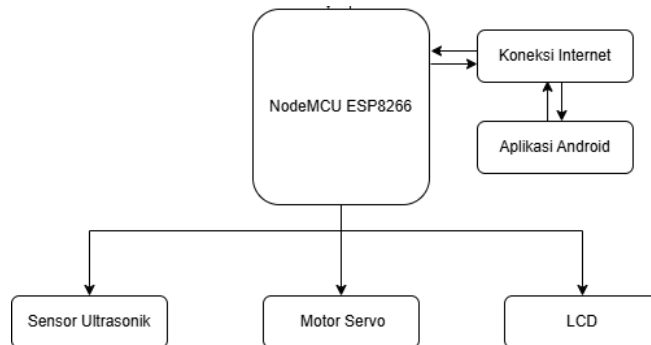 Koneksi Internet
NodeMCU ESP8266
Aplikasi Android
Sensor Ultrasonik
Motor Servo
LCD